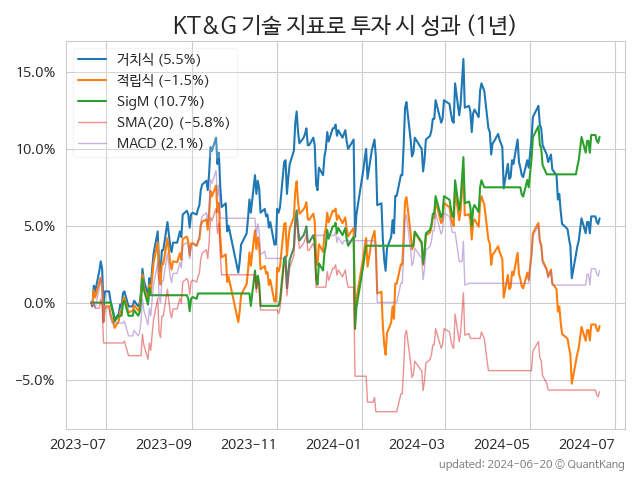 KT&G 기술 지표로 투자 시 성과 (1년)
거치식 (5.5%)
적립식 (−1.5%)
SigM (10.7%)
SMA(20) (−5.8%)
MACD (2.1%)
15.0%
10.0%
5.0%
0.0%
−5.0%
2023-07 2023-09 2023-11 2024-01 2024-03 2024-05 2024-07
updated: 2024-06-20 © QuantKang